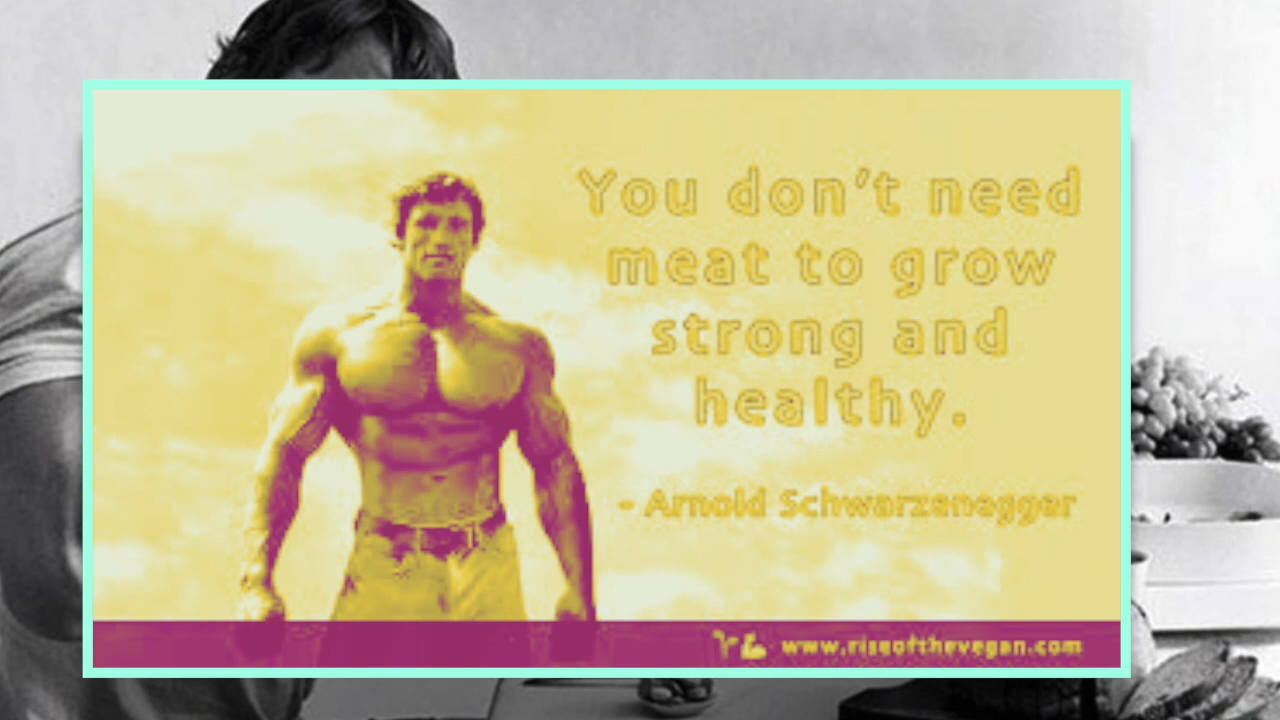 You don't need
meat to grow
strong and
healthy.
- Arnold Schwarzenegger
www.riseofthevegan.com